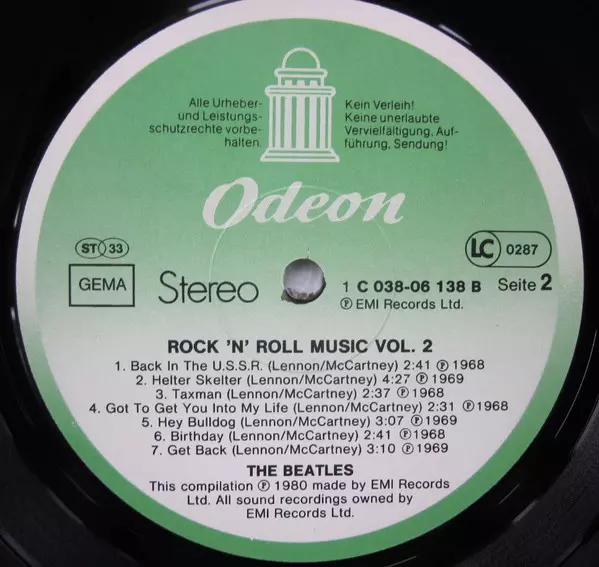 Alle Urheber-
und Leistungs-
schutzrechte vorbe-
halten.
Kein Verleih!
Keine unerlaubte
Vervielfältigung, Auf-
führung, Sendung!
Odeon
ST 33
GEMA
Stereo
LC 0287
1 C 038-06 138 B Seite 2
Ⓟ EMI Records Ltd.
ROCK 'N' ROLL MUSIC VOL. 2
1. Back In The U.S.S.R. (Lennon/McCartney) 2:41 Ⓟ 1968
2. Helter Skelter (Lennon/McCartney) 4:27 Ⓟ 1969
3. Taxman (Lennon/McCartney) 2:37 Ⓟ 1968
4. Got To Get You Into My Life (Lennon/McCartney) 2:31 Ⓟ 1968
5. Hey Bulldog (Lennon/McCartney) 3:07 Ⓟ 1969
6. Birthday (Lennon/McCartney) 2:41 Ⓟ 1968
7. Get Back (Lennon/McCartney) 3:10 Ⓟ 1969
THE BEATLES
This compilation Ⓟ 1980 made by EMI Records
Ltd. All sound recordings owned by
EMI Records Ltd.